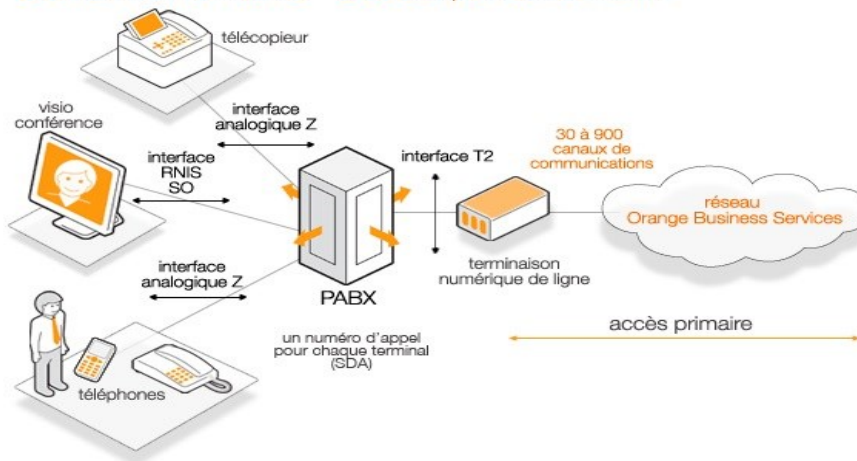 télécopieur
visio
conférence
interface
analogique Z
interface
RNIS
SO
interface T2
30 à 900
canaux de
communications
réseau
Orange Business Services
interface
analogique Z
PABX
terminaison
numérique de ligne
un numéro d'appel
pour chaque terminal
(SDA)
accès primaire
téléphones